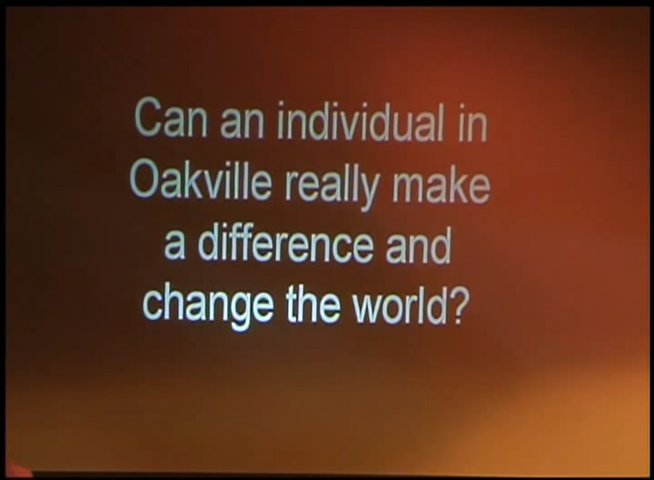 Can an individual in
Oakville really make
a difference and
change the world?